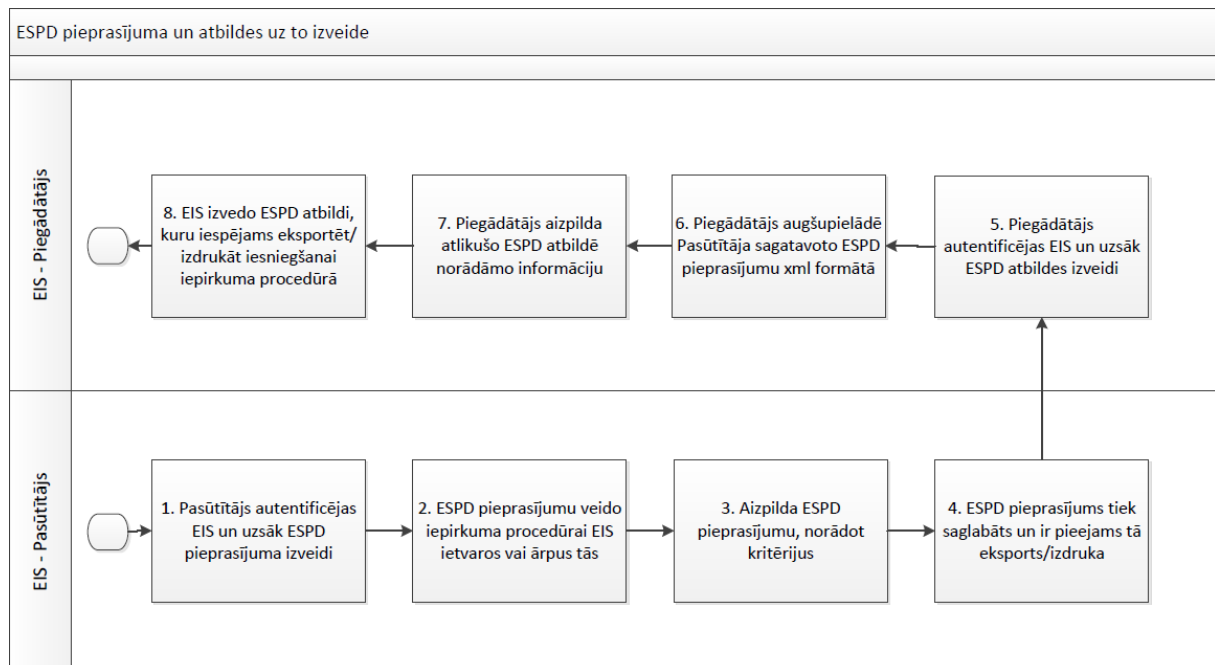 ESPD pieprasījuma un atbildes uz to izveide
EIS - Piegādātājs
8. EIS izvedo ESPD atbildi,
kuru iespējams eksportēt/
izdrukāt iesniegšanai
iepirkuma procedūrā
7. Piegādātājs aizpilda
atlikušo ESPD atbildē
norādāmo informāciju
6. Piegādātājs augšupielādē
Pasūtītāja sagatavoto ESPD
pieprasījumu xml formātā
5. Piegādātājs
autentificējas EIS un uzsāk
ESPD atbildes izveidi
EIS - Pasūtītājs
1. Pasūtītājs autentificējas
EIS un uzsāk ESPD
pieprasījuma izveidi
2. ESPD pieprasījumu veido
iepirkuma procedūrai EIS
ietvaros vai ārpus tās
3. Aizpilda ESPD
pieprasījumu, norādot
kritērijus
4. ESPD pieprasījums tiek
saglabāts un ir pieejams tā
eksports/izdruka